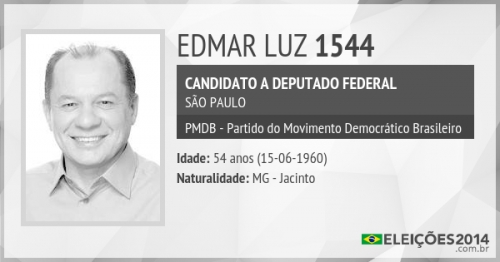 EDMAR LUZ 1544
CANDIDATO A DEPUTADO FEDERAL
SÃO PAULO
PMDB - Partido do Movimento Democrático Brasileiro
Idade: 54 anos (15-06-1960)
Naturalidade: MG - Jacinto
ELEIÇÕES2014
.com.br